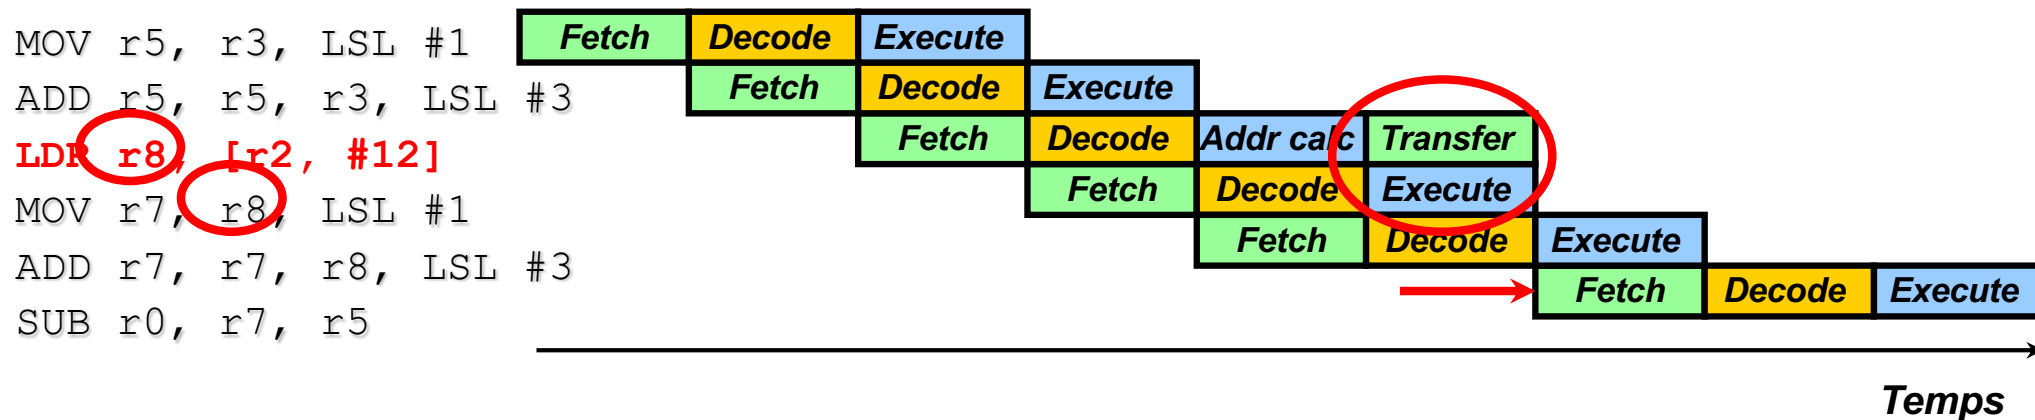 MOV r5, r3, LSL #1 Fetch Decode Execute
ADD r5, r5, r3, LSL #3 Fetch Decode Execute
LDR r8, [r2, #12] Fetch Decode Addr calc Transfer
MOV r7, r8, LSL #1 Fetch Decode Execute
ADD r7, r7, r8, LSL #3 Fetch Decode Execute
SUB r0, r7, r5 Fetch Decode Execute
Temps